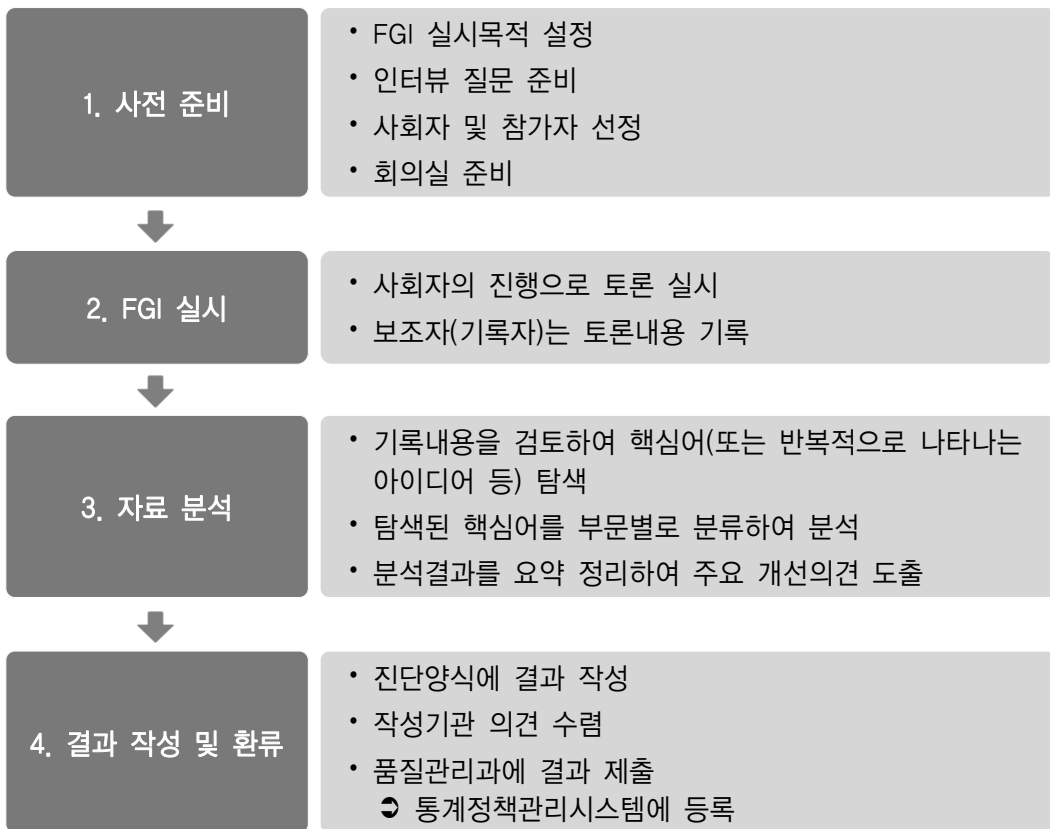 1. 사전 준비
• FGI 실시목적 설정
• 인터뷰 질문 준비
• 사회자 및 참가자 선정
• 회의실 준비
2. FGI 실시
• 사회자의 진행으로 토론 실시
• 보조자(기록자)는 토론내용 기록
3. 자료 분석
• 기록내용을 검토하여 핵심어(또는 반복적으로 나타나는
아이디어 등) 탐색
• 탐색된 핵심어를 부문별로 분류하여 분석
• 분석결과를 요약 정리하여 주요 개선의견 도출
4. 결과 작성 및 환류
• 진단양식에 결과 작성
• 작성기관 의견 수렴
• 품질관리과에 결과 제출
➲ 통계정책관리시스템에 등록